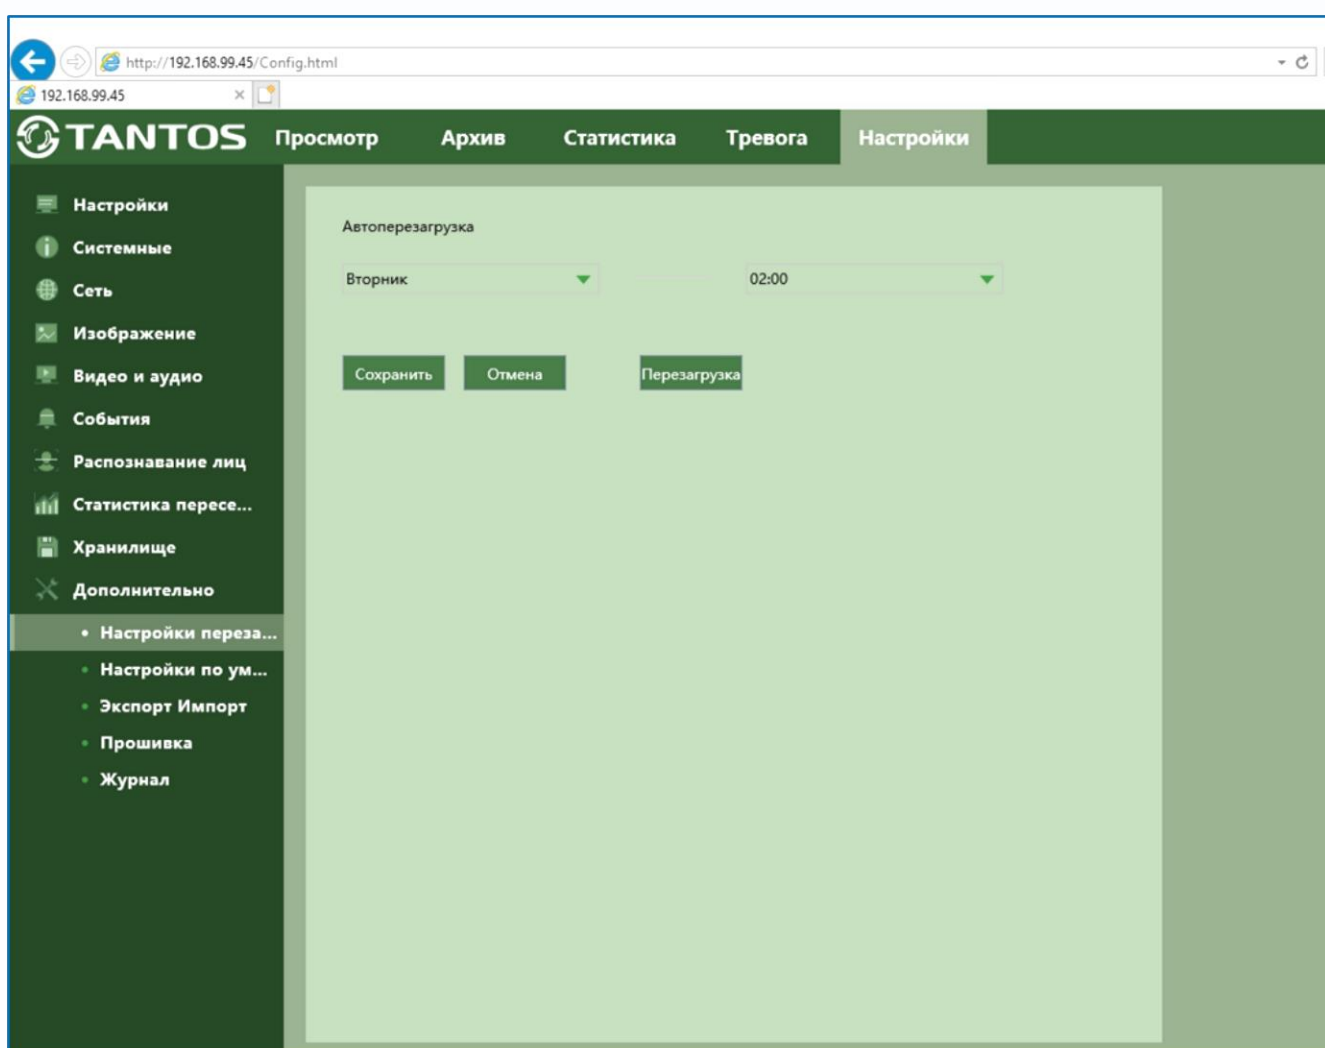 http://192.168.99.45/Config.html
192.168.99.45
TANTOS Просмотр Архив Статистика Тревога Настройки
Настройки
Системные
Сеть
Изображение
Видео и аудио
События
Распознавание лиц
Статистика пересе...
Хранилище
Дополнительно
Настройки переза...
Настройки по ум...
Экспорт Импорт
Прошивка
Журнал
Автоперезагрузка
Вторник 02:00
Сохранить Отмена Перезагрузка